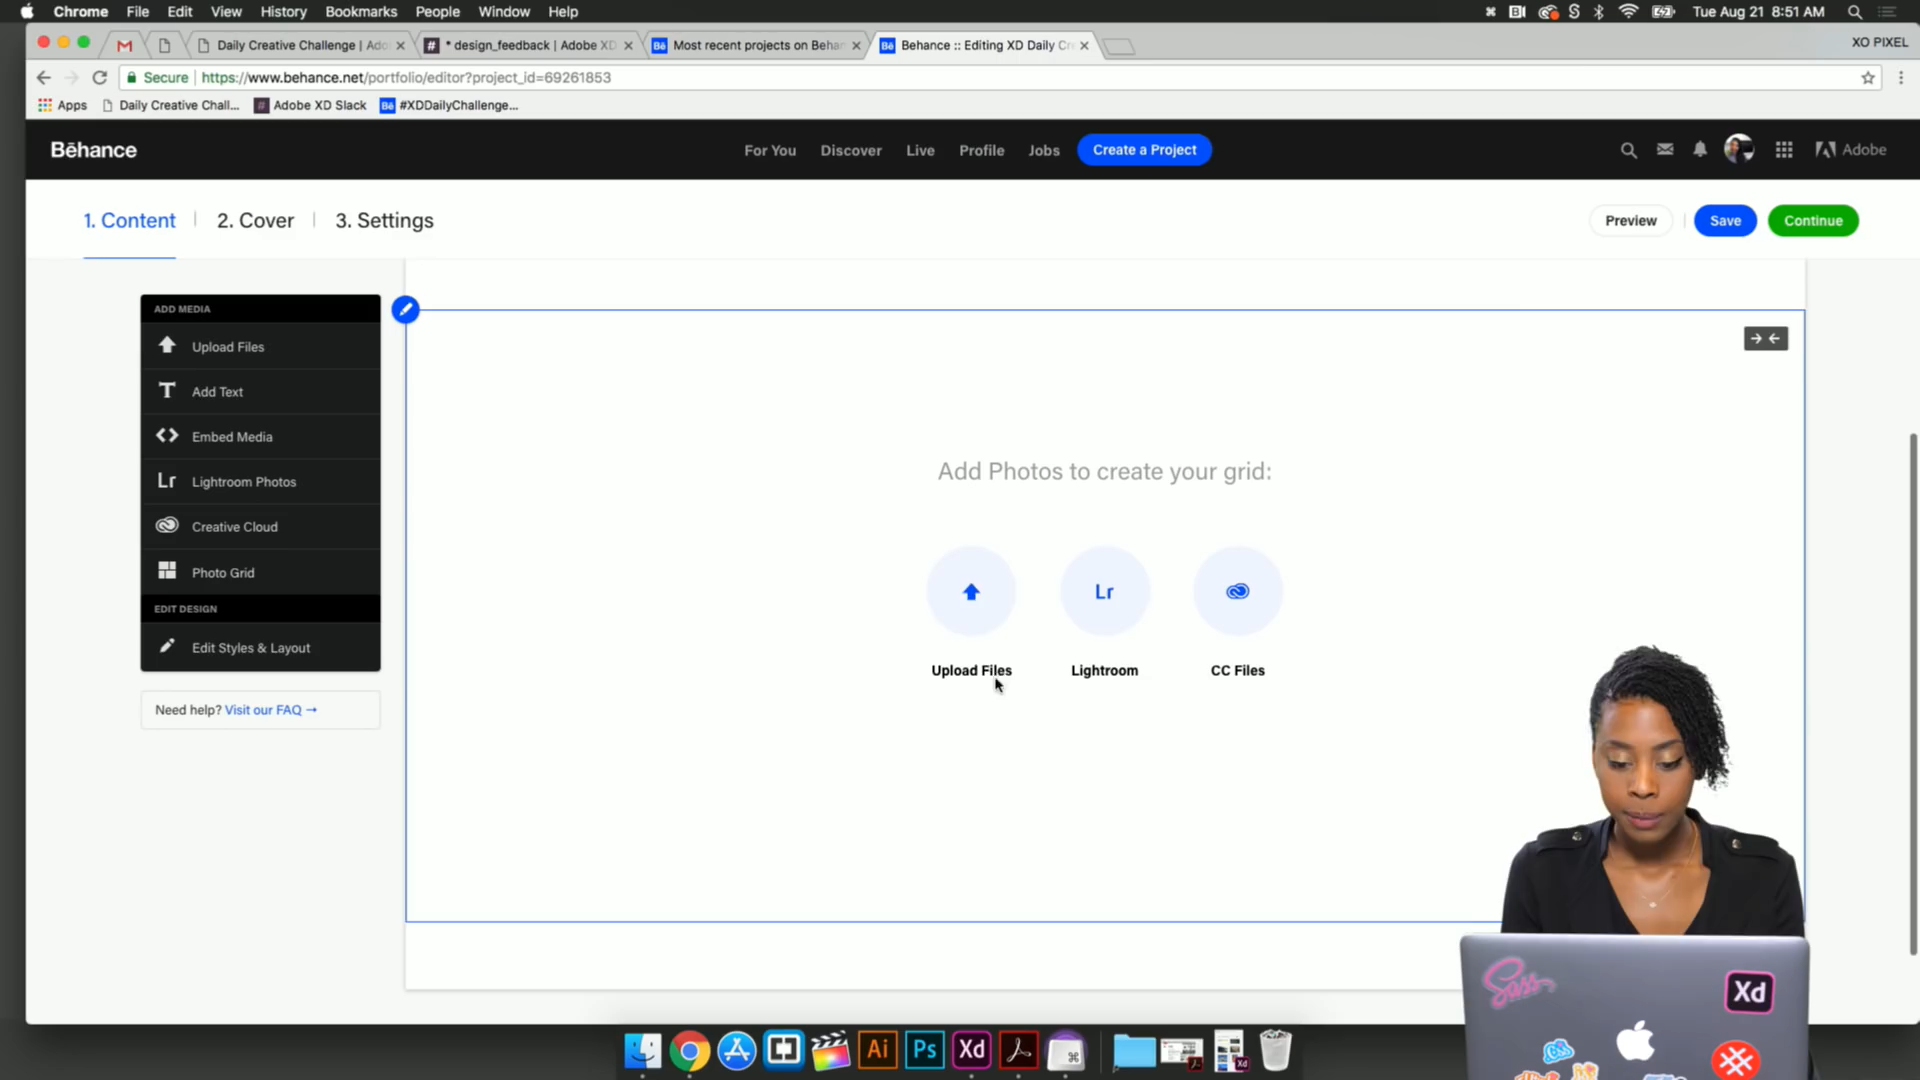 Chrome File Edit View History Bookmarks People Window Help
Tue Aug 21 8:51 AM
Daily Creative Challenge | Ado
* design_feedback | Adobe XD
Most recent projects on Behan
Behance :: Editing XD Daily Cr
XO PIXEL
Secure https://www.behance.net/portfolio/editor?project_id=69261853
Apps Daily Creative Chall... Adobe XD Slack #XDDailyChallenge...
Bēhance For You Discover Live Profile Jobs Create a Project Adobe
1. Content 2. Cover 3. Settings Preview Save Continue
ADD MEDIA
Upload Files
Add Text
Embed Media
Lr Lightroom Photos
Creative Cloud
Photo Grid
EDIT DESIGN
Edit Styles & Layout
Need help? Visit our FAQ →
Add Photos to create your grid:
Lr
Upload Files Lightroom CC Files
Sass
Xd
Ai Ps Xd